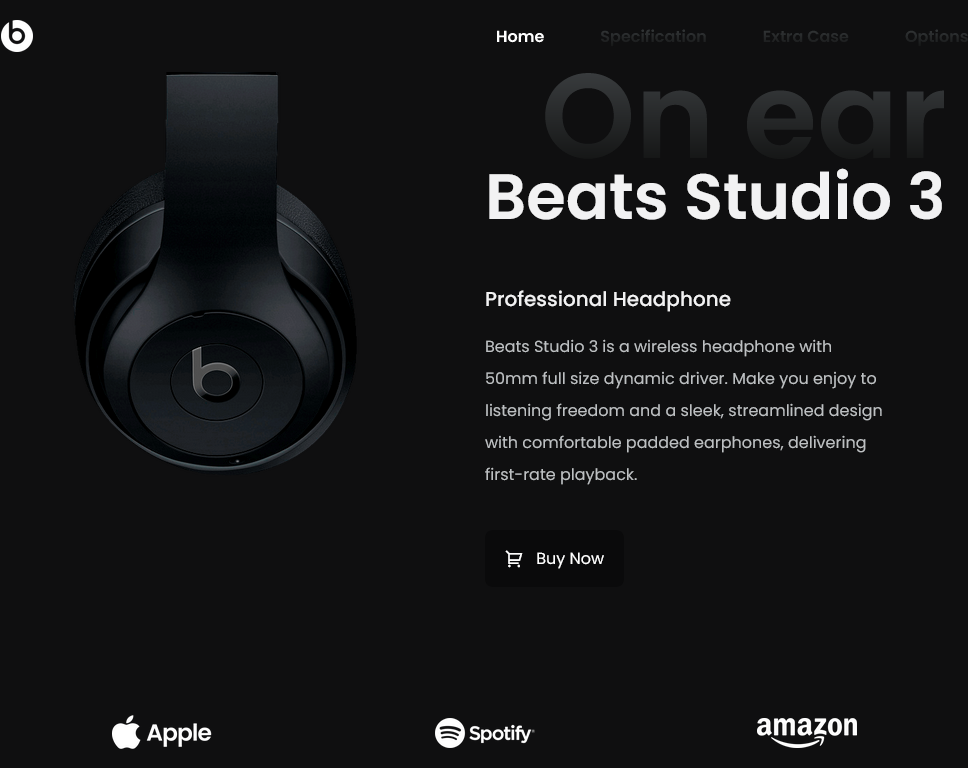 Home Specification Extra Case Options
On ear
Beats Studio 3
Professional Headphone
Beats Studio 3 is a wireless headphone with
50mm full size dynamic driver. Make you enjoy to
listening freedom and a sleek, streamlined design
with comfortable padded earphones, delivering
first-rate playback.
Buy Now
Apple Spotify amazon